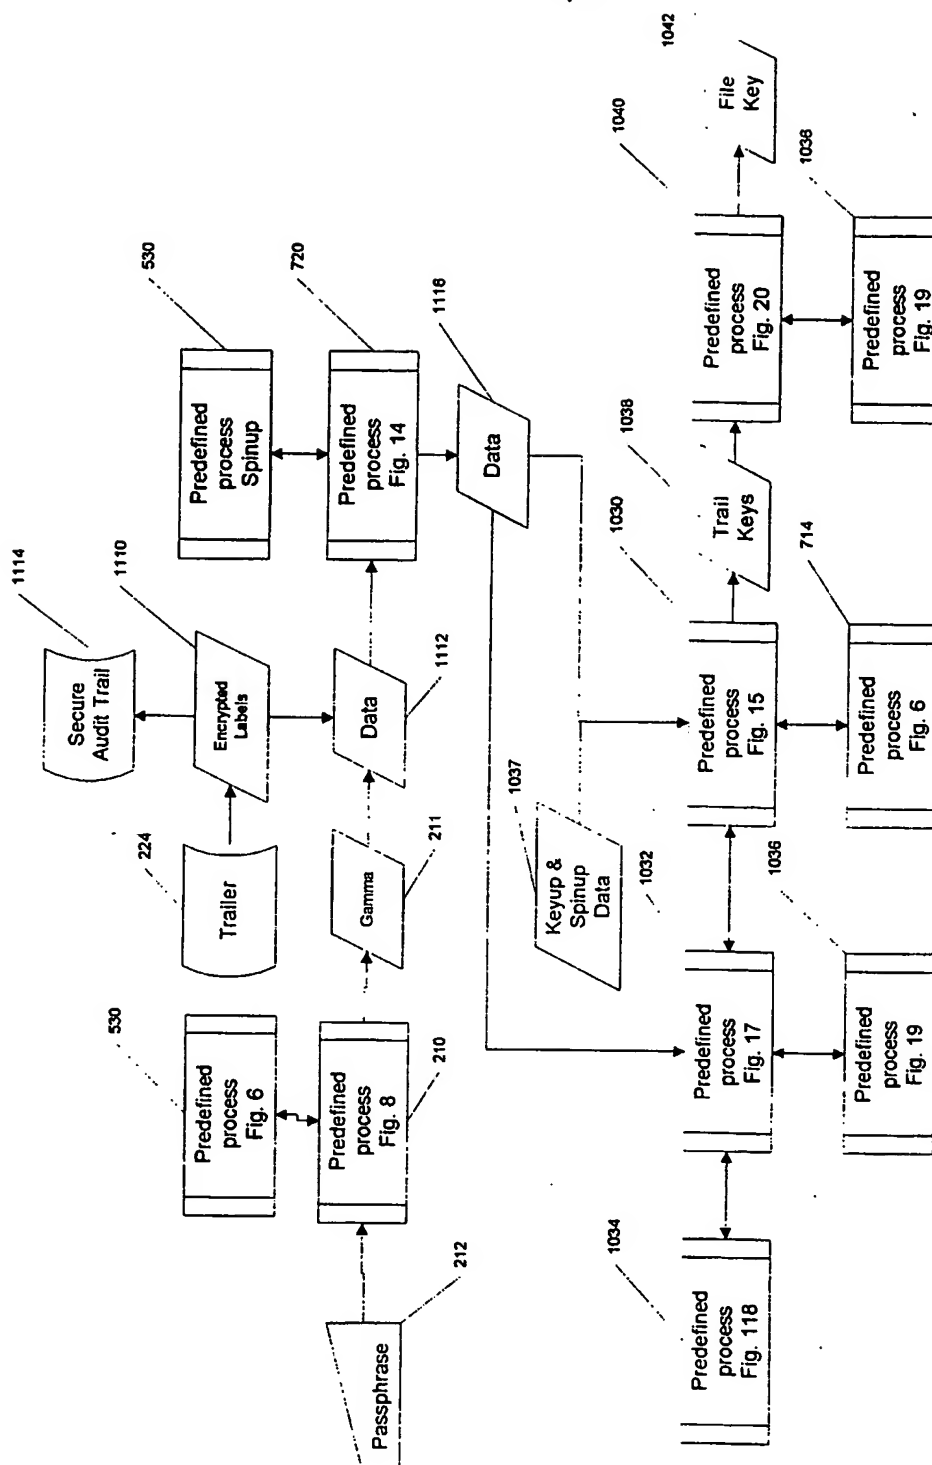 1114
Secure
Audit Trail
530
Predefined
process
Spinup
1110
Encrypted
Labels
224
Trailer
530
Predefined
process
Fig. 6
720
Predefined
process
Fig. 14
1112
Data
Gamma
211
Predefined
process
Fig. 8
210
Passphrase
212
1116
Data
1037
Keyup &
Spinup
Data
1042
File
Key
1040
Predefined
process
Fig. 20
1038
Trail
Keys
1030
Predefined
process
Fig. 15
1032
Predefined
process
Fig. 17
1034
Predefined
process
Fig. 118
1036
Predefined
process
Fig. 19
714
Predefined
process
Fig. 6
1036
Predefined
process
Fig. 19